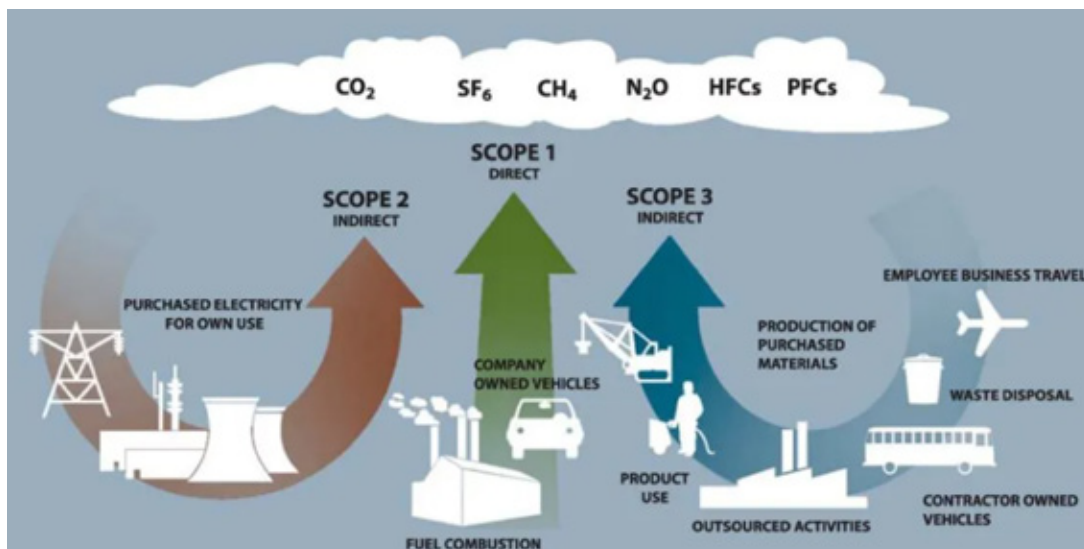 CO₂ SF₆ CH₄ N₂O HFCs PFCs
SCOPE 1
DIRECT
SCOPE 2
INDIRECT
SCOPE 3
INDIRECT
PURCHASED ELECTRICITY
FOR OWN USE
COMPANY
OWNED VEHICLES
FUEL COMBUSTION
EMPLOYEE BUSINESS TRAVEL
PRODUCTION OF
PURCHASED
MATERIALS
WASTE DISPOSAL
PRODUCT
USE
OUTSOURCED ACTIVITIES
CONTRACTOR OWNED
VEHICLES